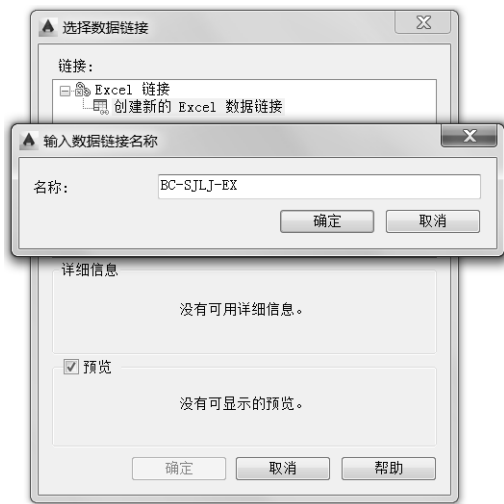 选择数据链接
链接:
Excel 链接
创建新的 Excel 数据链接
输入数据链接名称
名称:
BC-SJLJ-EX
确定
取消
详细信息
没有可用详细信息。
预览
没有可显示的预览。
确定
取消
帮助